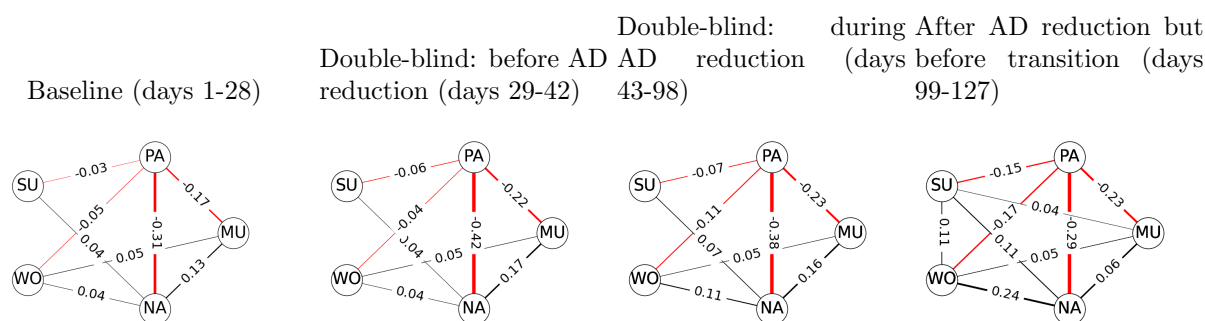 Baseline (days 1-28)
Double-blind: before AD
reduction (days 29-42)
Double-blind: during
AD reduction (days
43-98)
After AD reduction but
before transition (days
99-127)
PA
-0.03
SU
-0.05
-0.17
-0.31
MU
0.04
0.05
0.13
WO
0.04
NA
PA
-0.06
SU
-0.04
-0.22
-0.42
MU
0.04
0.05
0.17
WO
0.04
NA
PA
-0.07
SU
-0.11
-0.23
-0.38
MU
0.07
0.05
0.16
WO
0.11
NA
PA
-0.15
SU
-0.17
-0.23
0.04
-0.29
MU
0.11
0.11
0.05
0.06
WO
0.24
NA